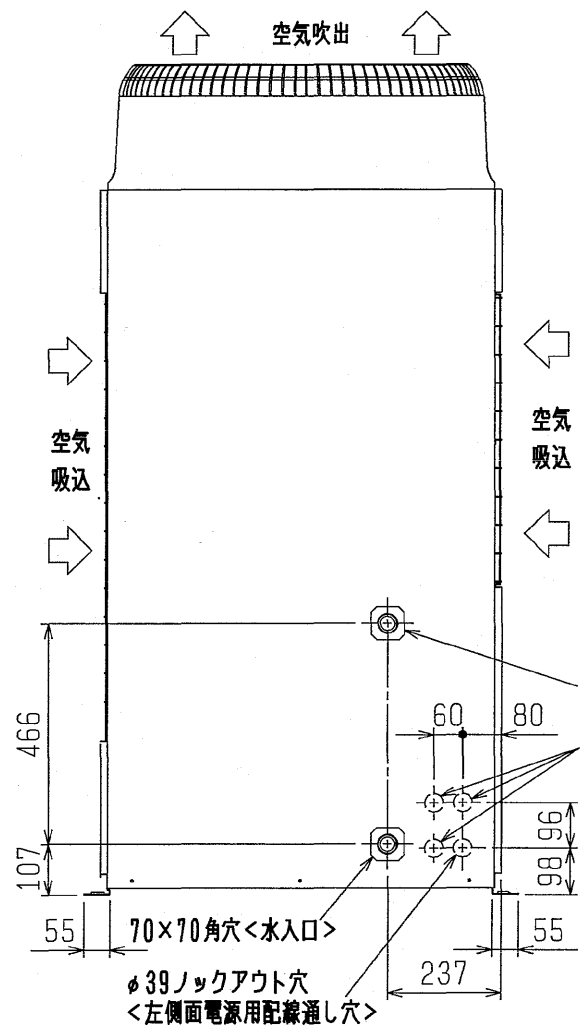 空気吹出
空気
吸込
空気
吸込
466
60
80
96
107
98
55
70×70角穴<水入口>
55
φ39ノックアウト穴
237
<左側面電源用配線通し穴>